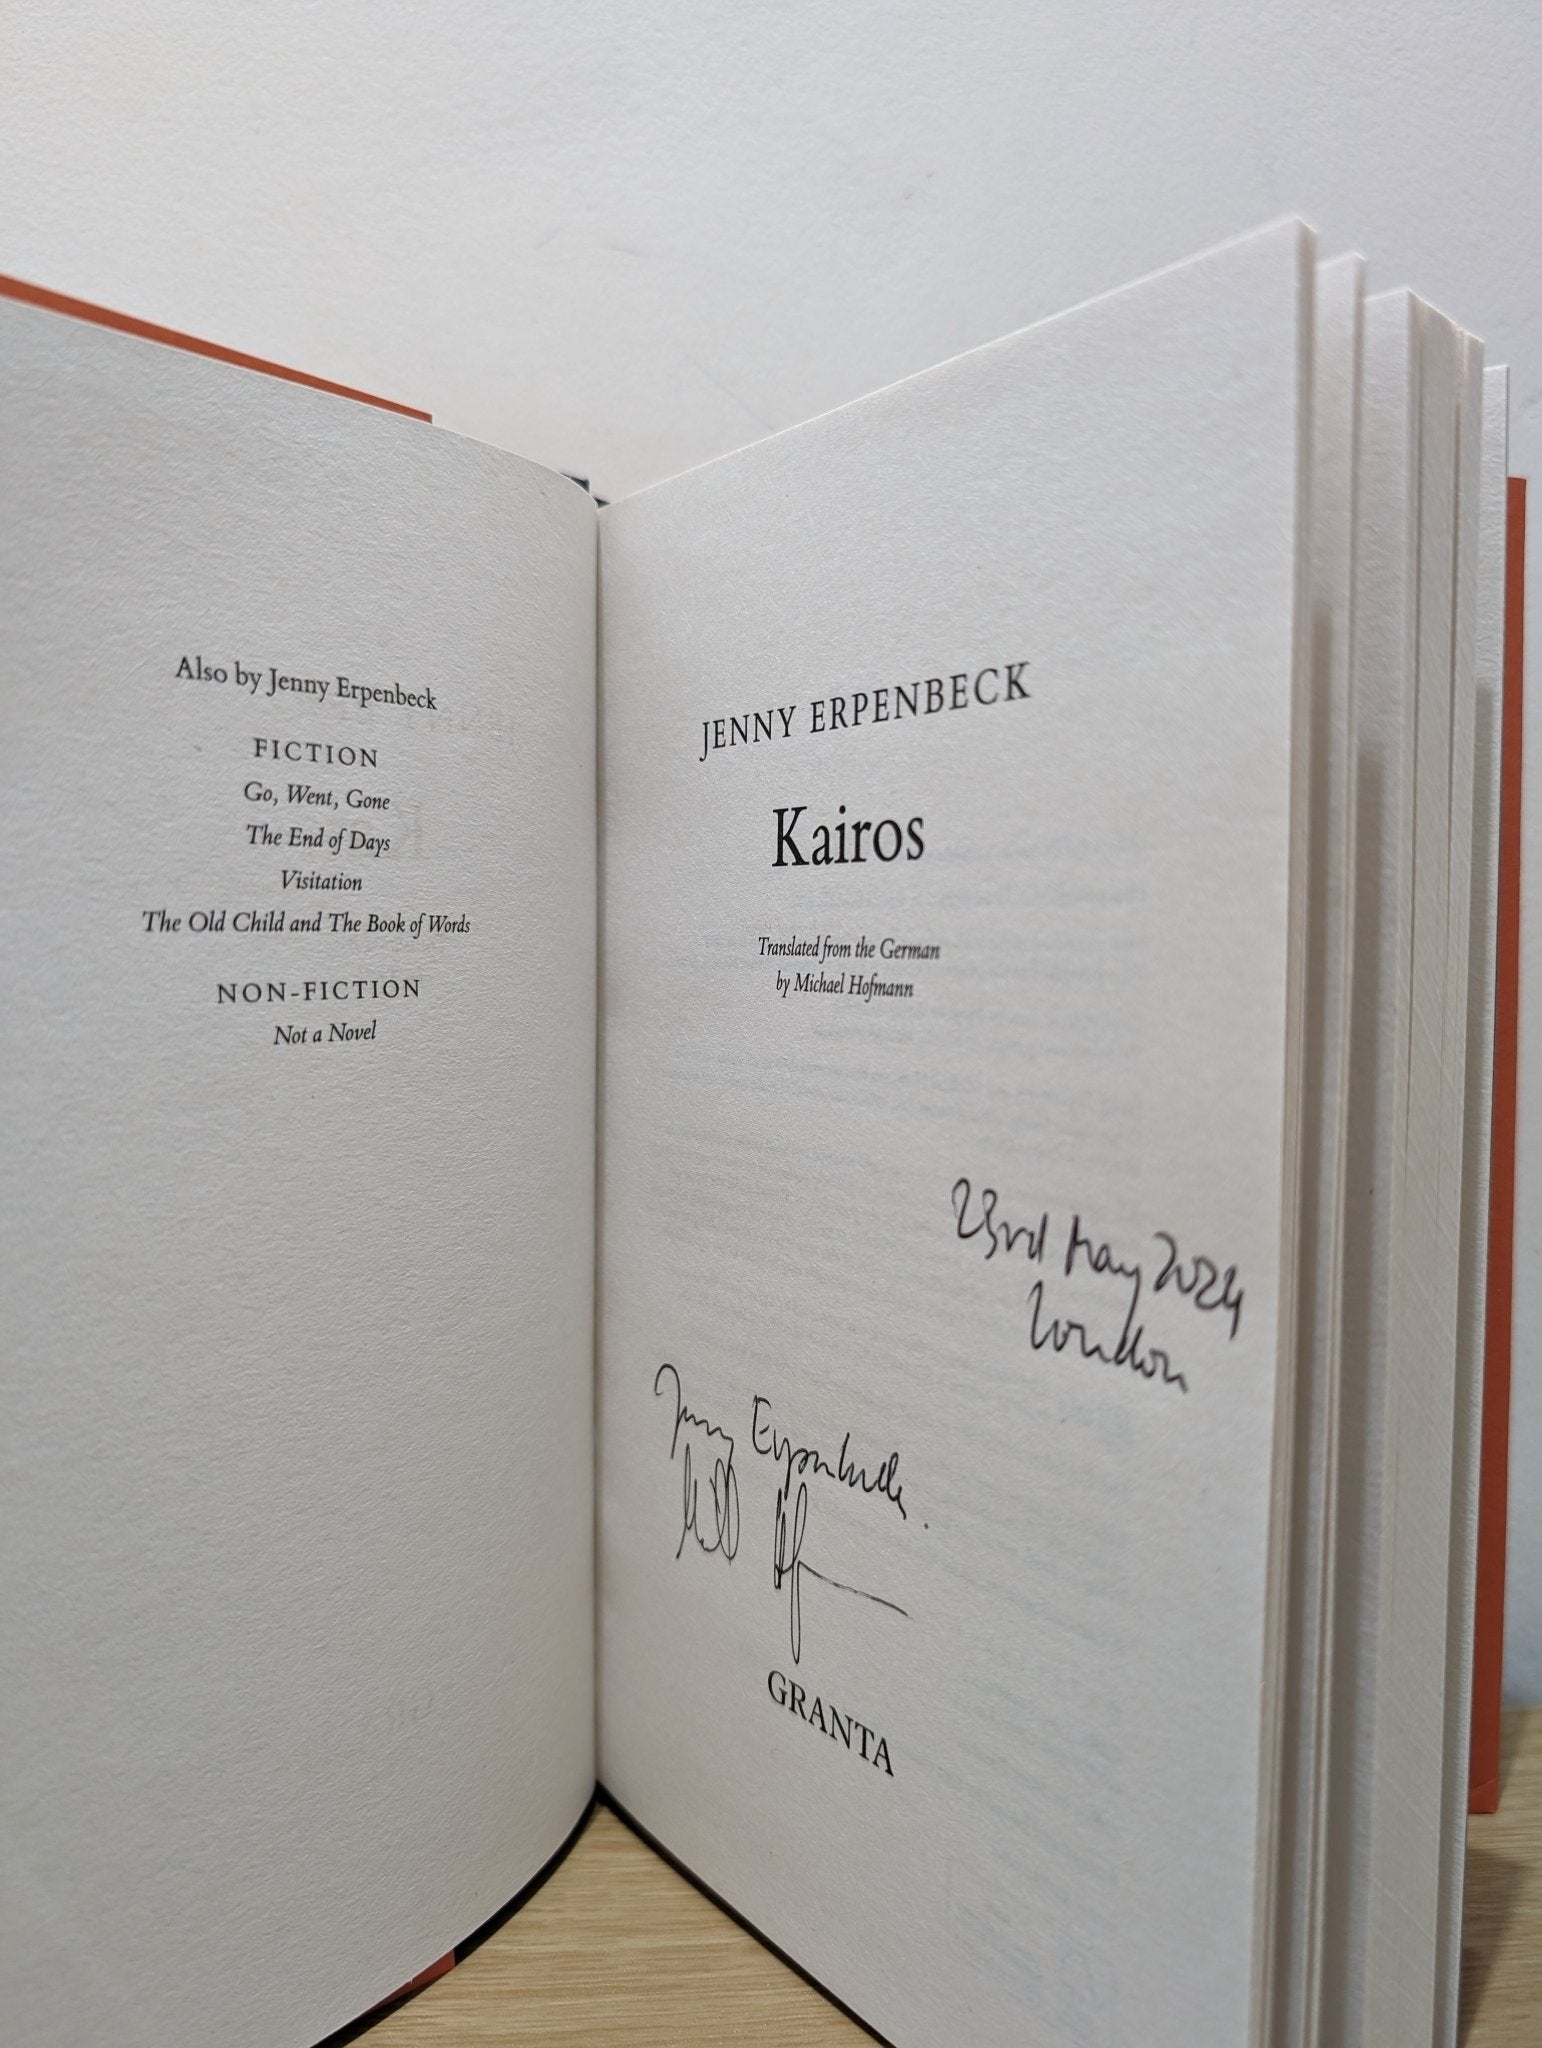 Also by Jenny Erpenbeck
FICTION
Go, Went, Gone
The End of Days
Visitation
The Old Child and The Book of Words
NON-FICTION
Not a Novel
JENNY ERPENBECK
Kairos
Translated from the German
by Michael Hofmann
23rd May 2024
London
Jenny Erpenbeck.
GRANTA